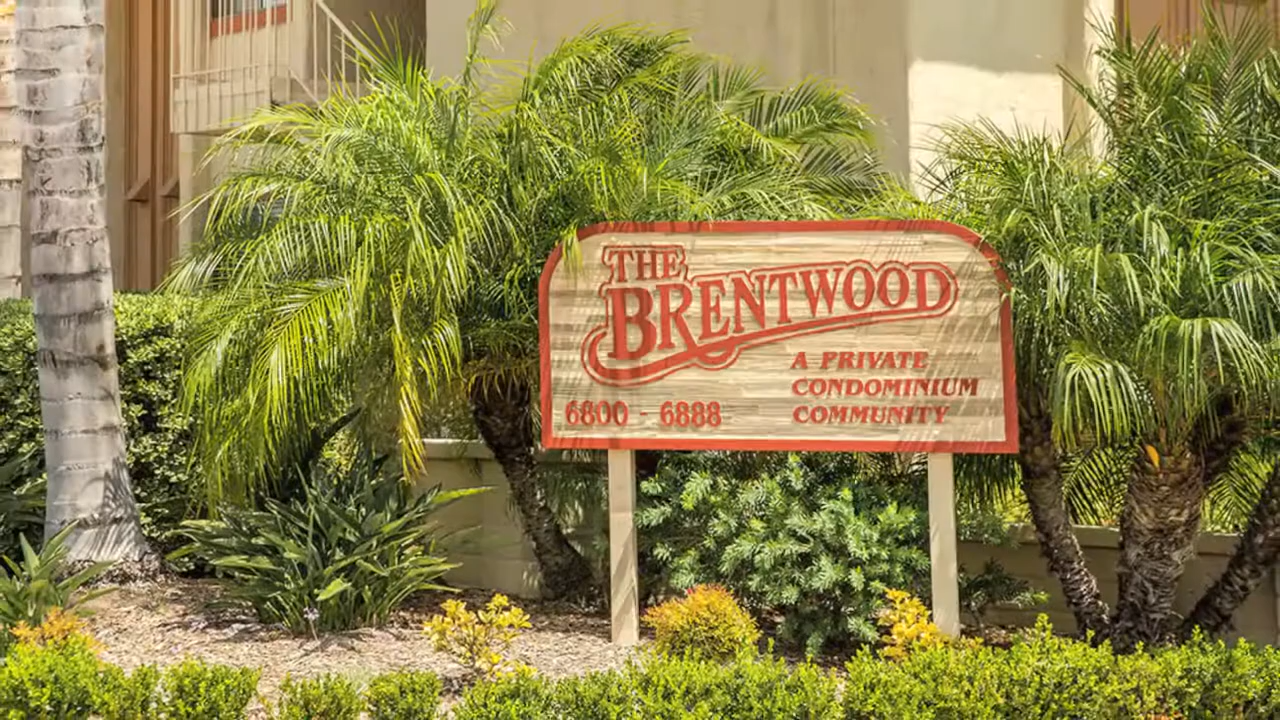 THE
BRENTWOOD
A PRIVATE
CONDOMINIUM
COMMUNITY
6800 - 6888